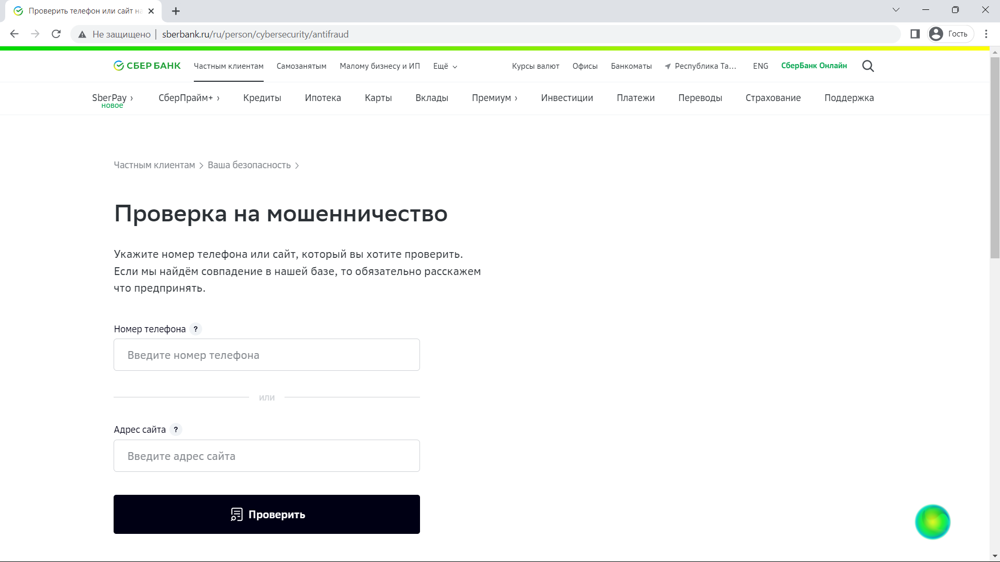 Проверить телефон или сайт на
Не защищено | sberbank.ru/ru/person/cybersecurity/antifraud
Гость
СБЕР БАНК
Частным клиентам
Самозанятым
Малому бизнесу и ИП
Ещё
Курсы валют
Офисы
Банкоматы
Республика Та...
ENG
СберБанк Онлайн
SberPay ›
новое
СберПрайм+ ›
Кредиты
Ипотека
Карты
Вклады
Премиум ›
Инвестиции
Платежи
Переводы
Страхование
Поддержка
Частным клиентам > Ваша безопасность >
Проверка на мошенничество
Укажите номер телефона или сайт, который вы хотите проверить.
Если мы найдём совпадение в нашей базе, то обязательно расскажем
что предпринять.
Номер телефона ?
Введите номер телефона
или
Адрес сайта ?
Введите адрес сайта
Проверить